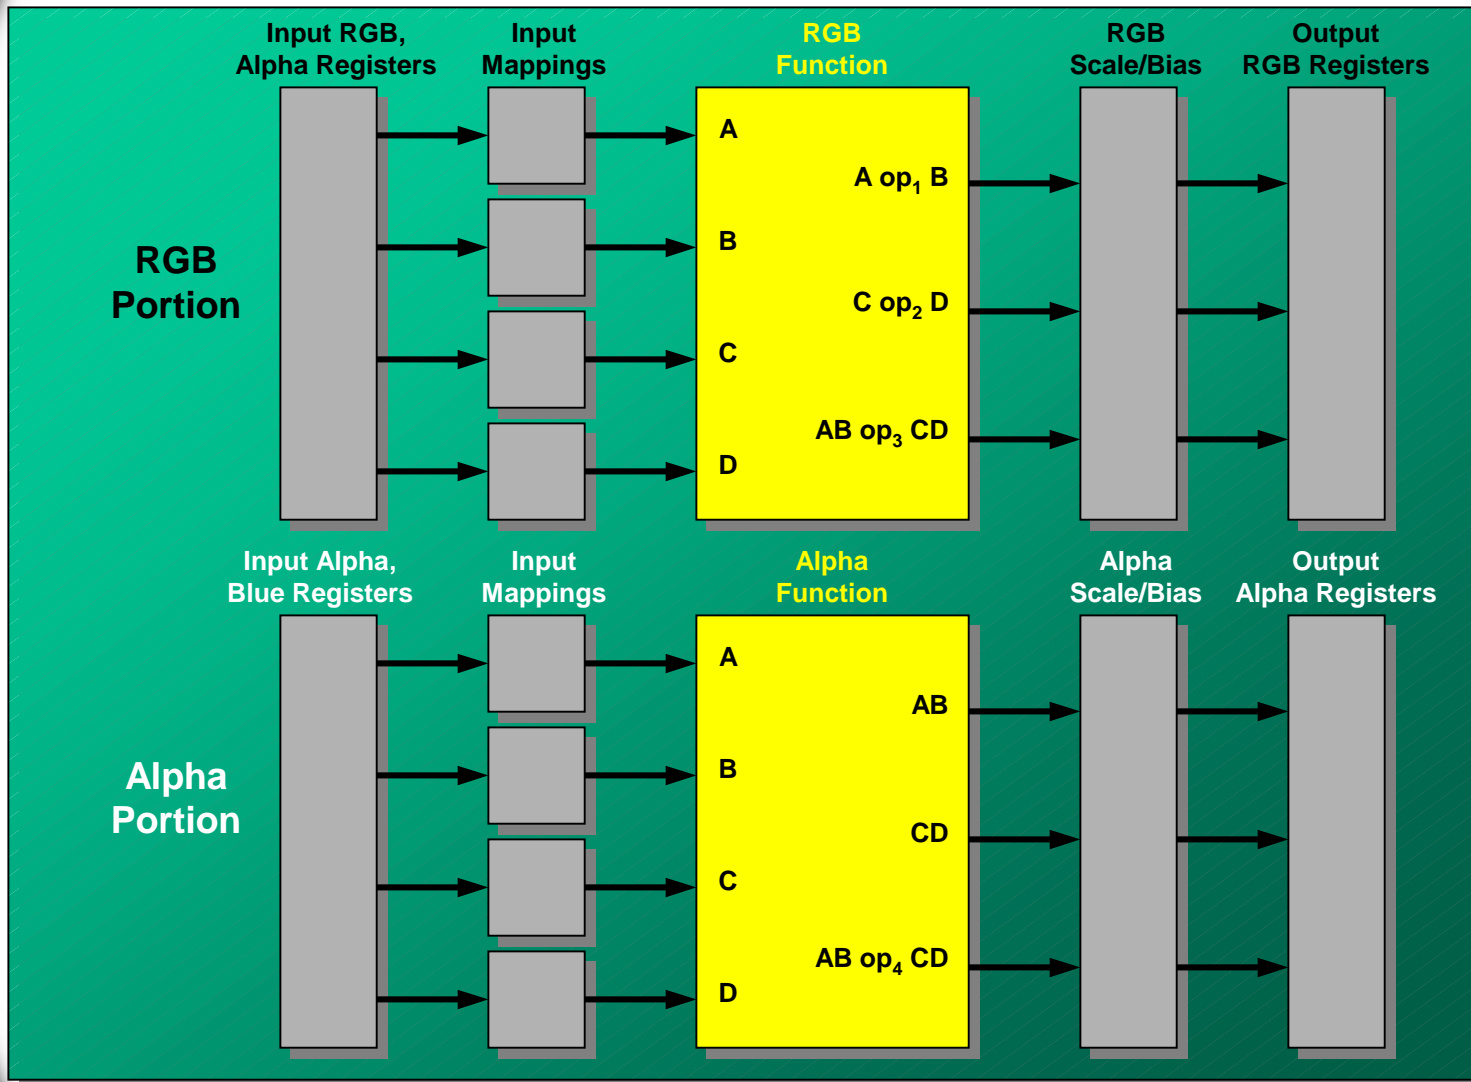 Input RGB,
Alpha Registers
Input
Mappings
RGB
Function
RGB
Scale/Bias
Output
RGB Registers
RGB
Portion
A
B
C
D
A op₁ B
C op₂ D
AB op₃ CD
Input Alpha,
Blue Registers
Input
Mappings
Alpha
Function
Alpha
Scale/Bias
Output
Alpha Registers
Alpha
Portion
A
B
C
D
AB
CD
AB op₄ CD